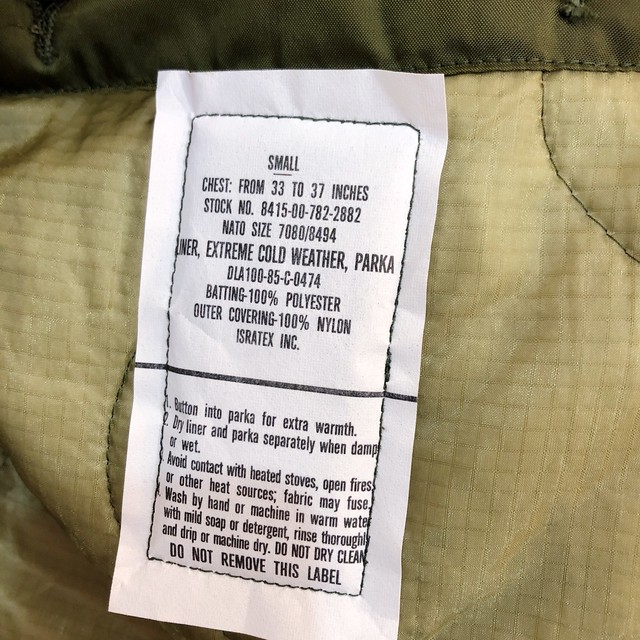 SMALL
CHEST: FROM 33 TO 37 INCHES
STOCK NO. 8415-00-782-2882
NATO SIZE 7080/8494
INER, EXTREME COLD WEATHER, PARKA
DLA100-85-C-0474
BATTING-100% POLYESTER
OUTER COVERING-100% NYLON
ISRATEX INC.
1. Button into parka for extra warmth.
2. Dry liner and parka separately when damp
or wet.
Avoid contact with heated stoves, open fires
or other heat sources; fabric may fuse
Wash by hand or machine in warm water
with mild soap or detergent, rinse thoroughly
and drip or machine dry. DO NOT DRY CLEAN
DO NOT REMOVE THIS LABEL